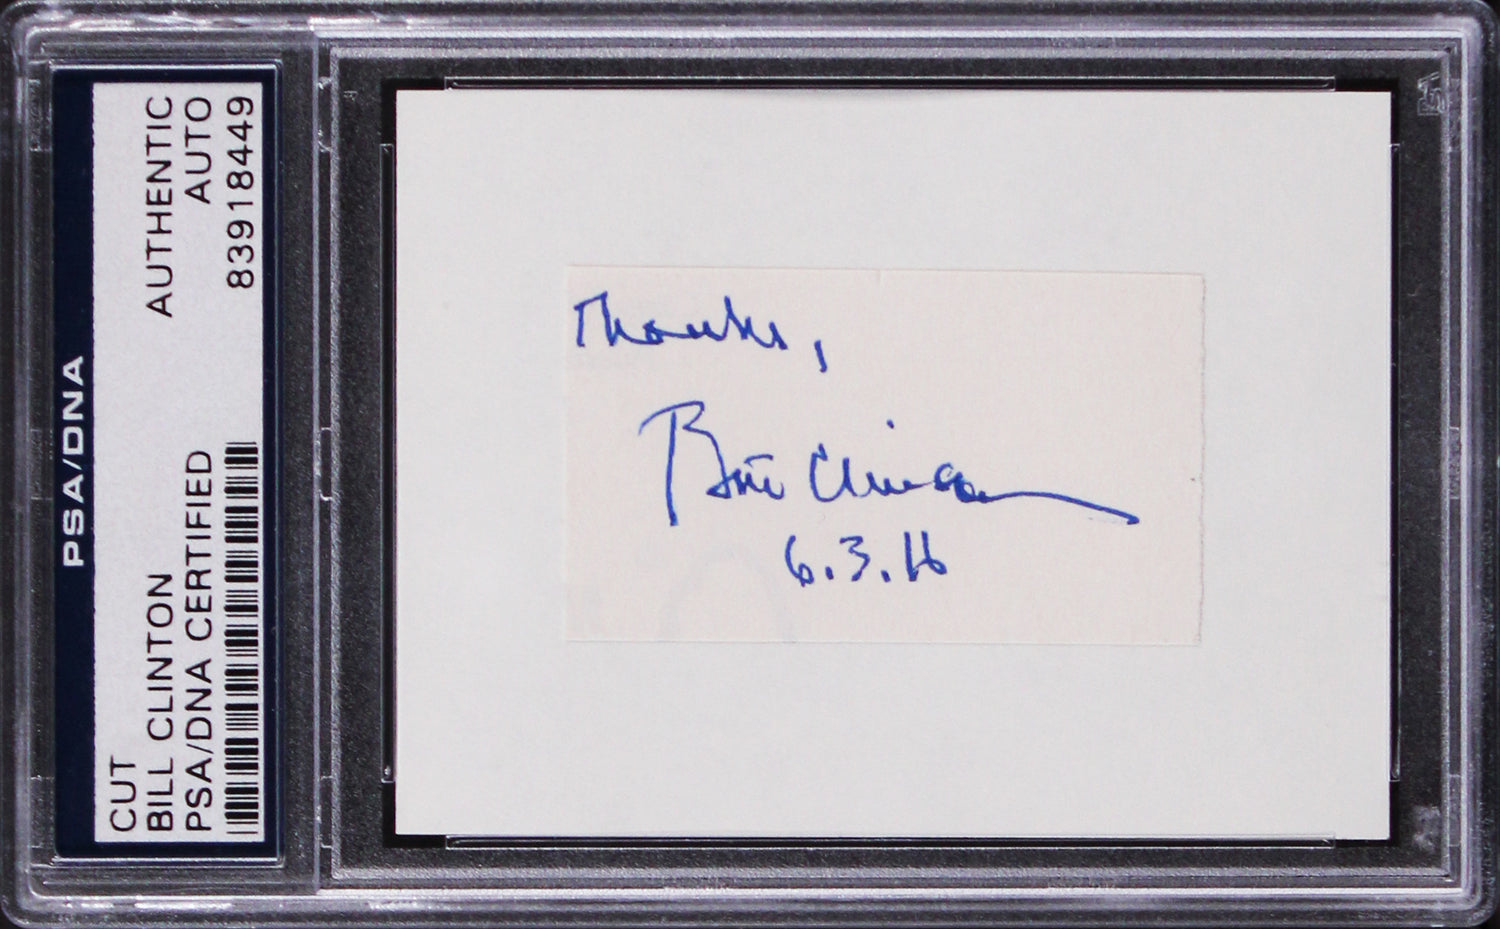 PSA/DNA
CUT
BILL CLINTON
PSA/DNA CERTIFIED
AUTHENTIC
AUTO
83918449
Thanks,
Bill Clinton
6.3.16